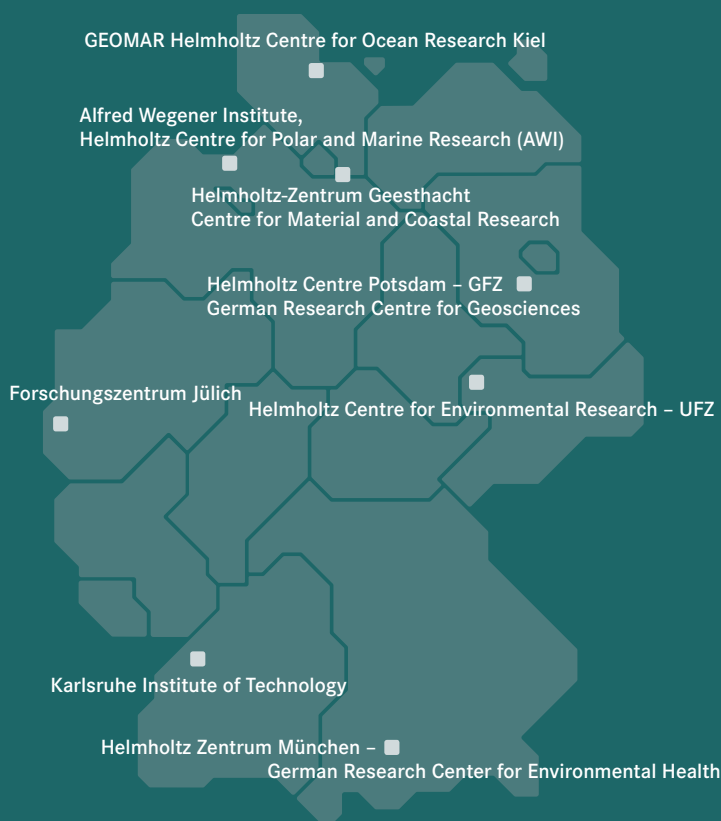 GEOMAR Helmholtz Centre for Ocean Research Kiel
Alfred Wegener Institute,
Helmholtz Centre for Polar and Marine Research (AWI)
Helmholtz-Zentrum Geesthacht
Centre for Material and Coastal Research
Helmholtz Centre Potsdam – GFZ
German Research Centre for Geosciences
Forschungszentrum Jülich
Helmholtz Centre for Environmental Research – UFZ
Karlsruhe Institute of Technology
Helmholtz Zentrum München –
German Research Center for Environmental Health